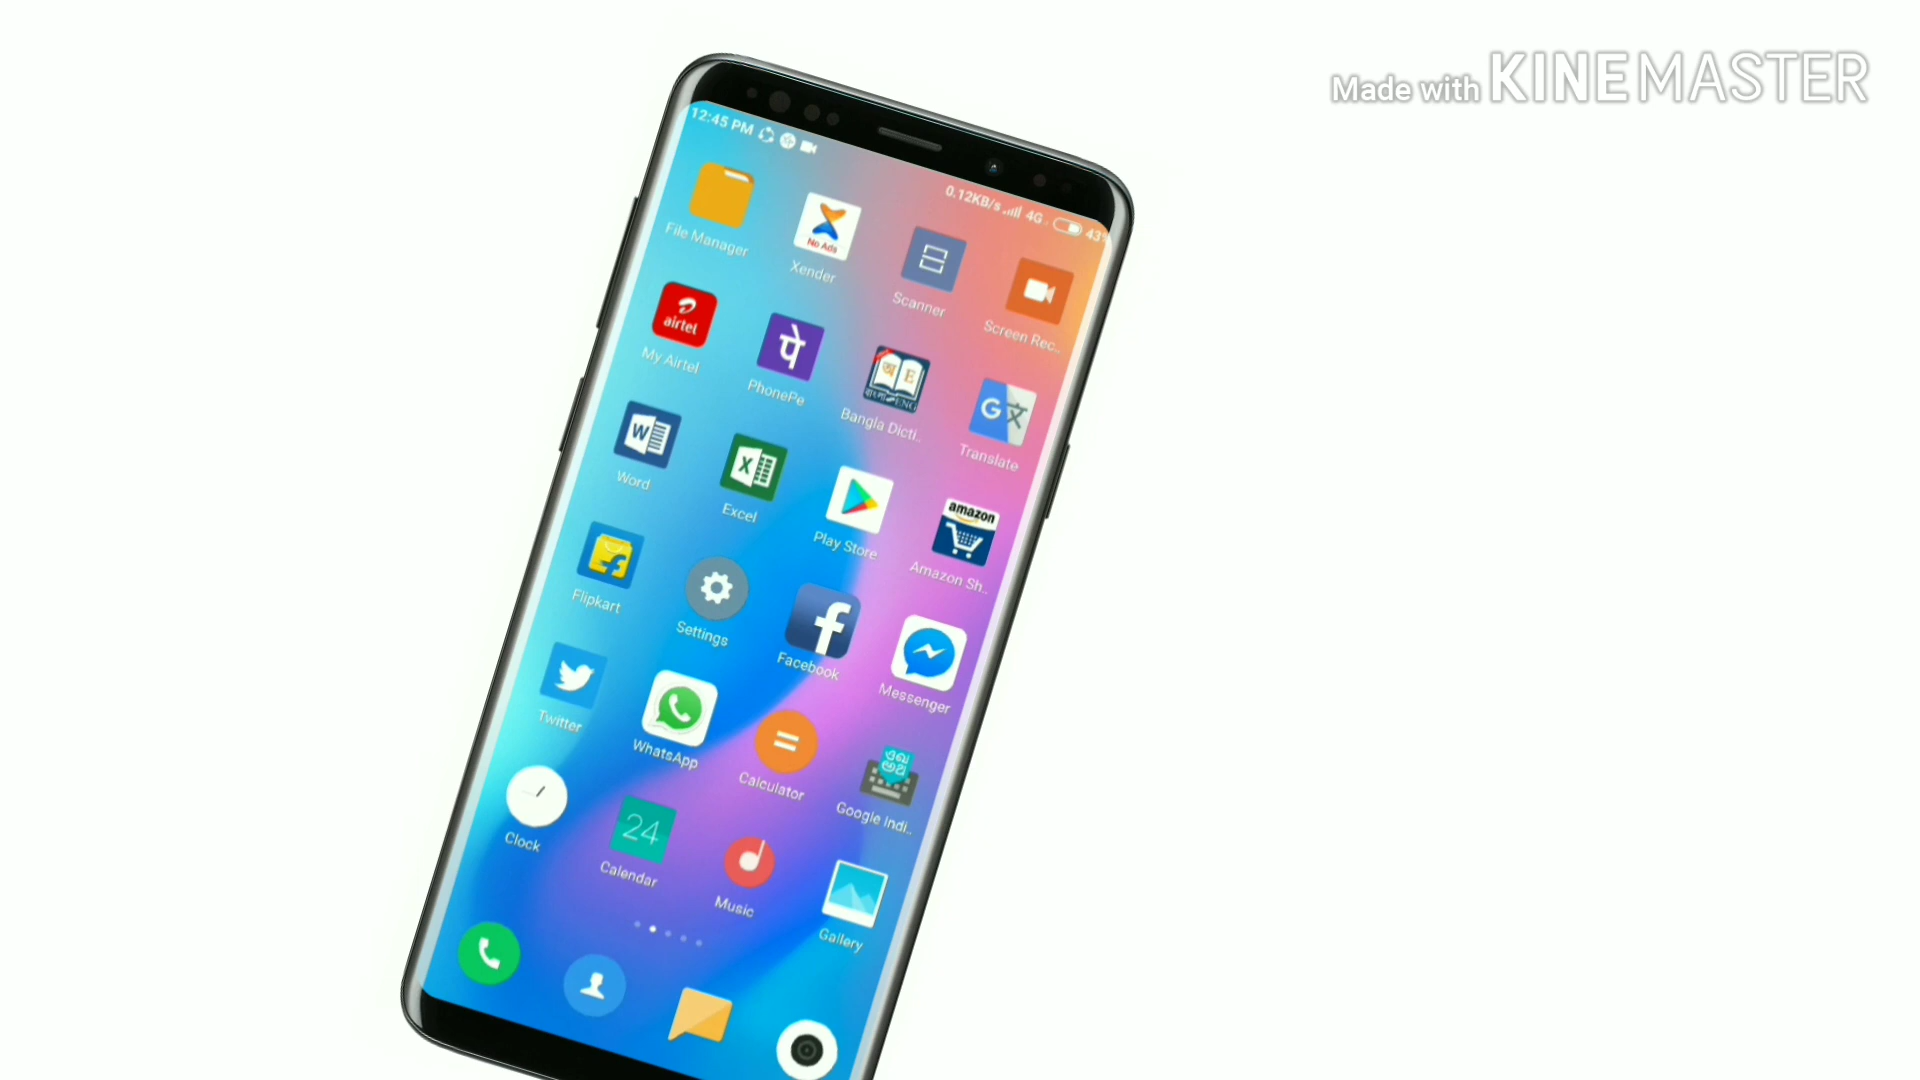 Made with KINEMASTER
12:45 PM
0.12KB/s 4G 43%
File Manager
No Ads
Xender
Scanner
Screen Rec..
airtel
My Airtel
पे
PhonePe
অ E
বাংলা ENG
Bangla Dicti..
G
Translate
W
Word
X
Excel
Play Store
amazon
Amazon Sh..
f
Flipkart
Settings
f
Facebook
Messenger
Twitter
WhatsApp
Calculator
Google Indi..
Clock
24
Calendar
Music
Gallery